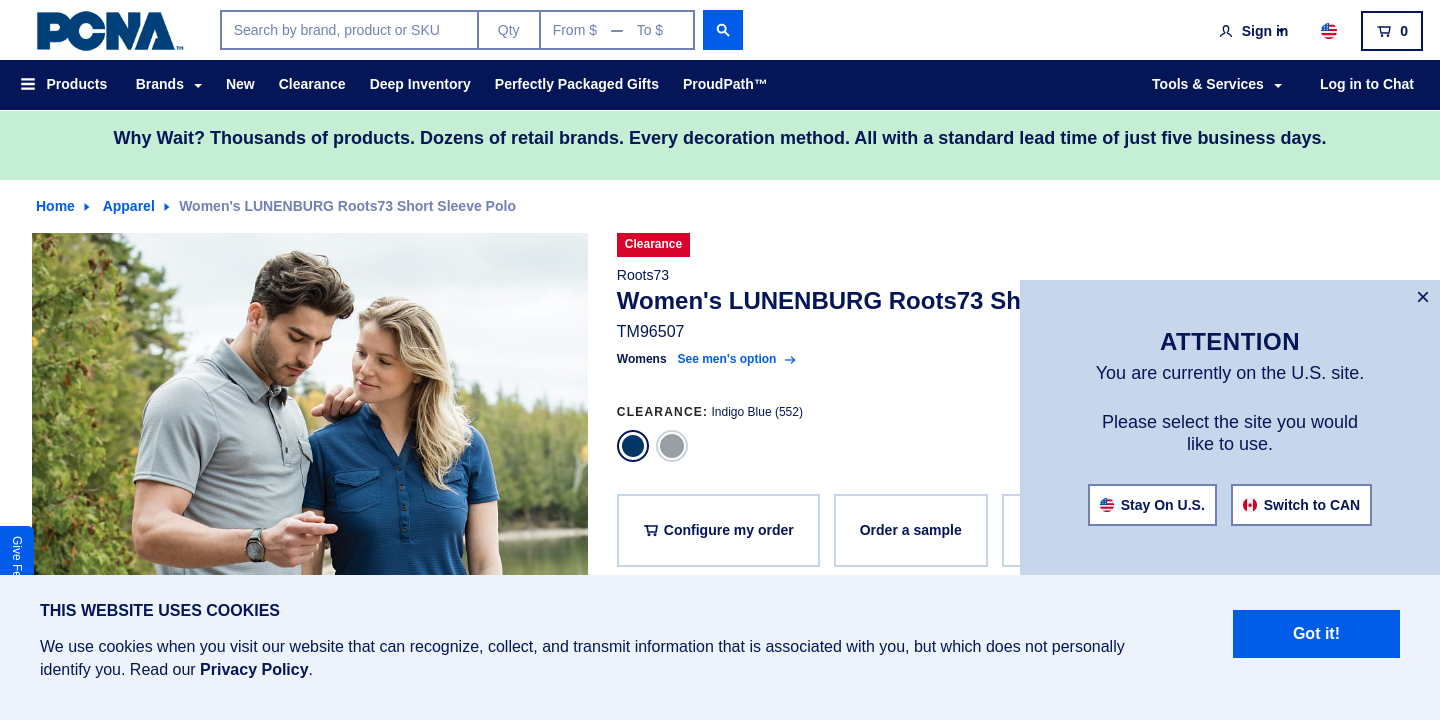 PCNA™
Search by brand, product or SKU
Qty
From $ — To $
Sign in
0
Products
Brands
New
Clearance
Deep Inventory
Perfectly Packaged Gifts
ProudPath™
Tools & Services
Log in to Chat
Why Wait? Thousands of products. Dozens of retail brands. Every decoration method. All with a standard lead time of just five business days.
Home
Apparel
Women's LUNENBURG Roots73 Short Sleeve Polo
Clearance
Roots73
Women's LUNENBURG Roots73 Sh
TM96507
Womens See men's option
CLEARANCE: Indigo Blue (552)
Configure my order
Order a sample
×
ATTENTION
You are currently on the U.S. site.
Please select the site you would
like to use.
Stay On U.S.
Switch to CAN
Give Fe
THIS WEBSITE USES COOKIES
We use cookies when you visit our website that can recognize, collect, and transmit information that is associated with you, but which does not personally
identify you. Read our Privacy Policy.
Got it!